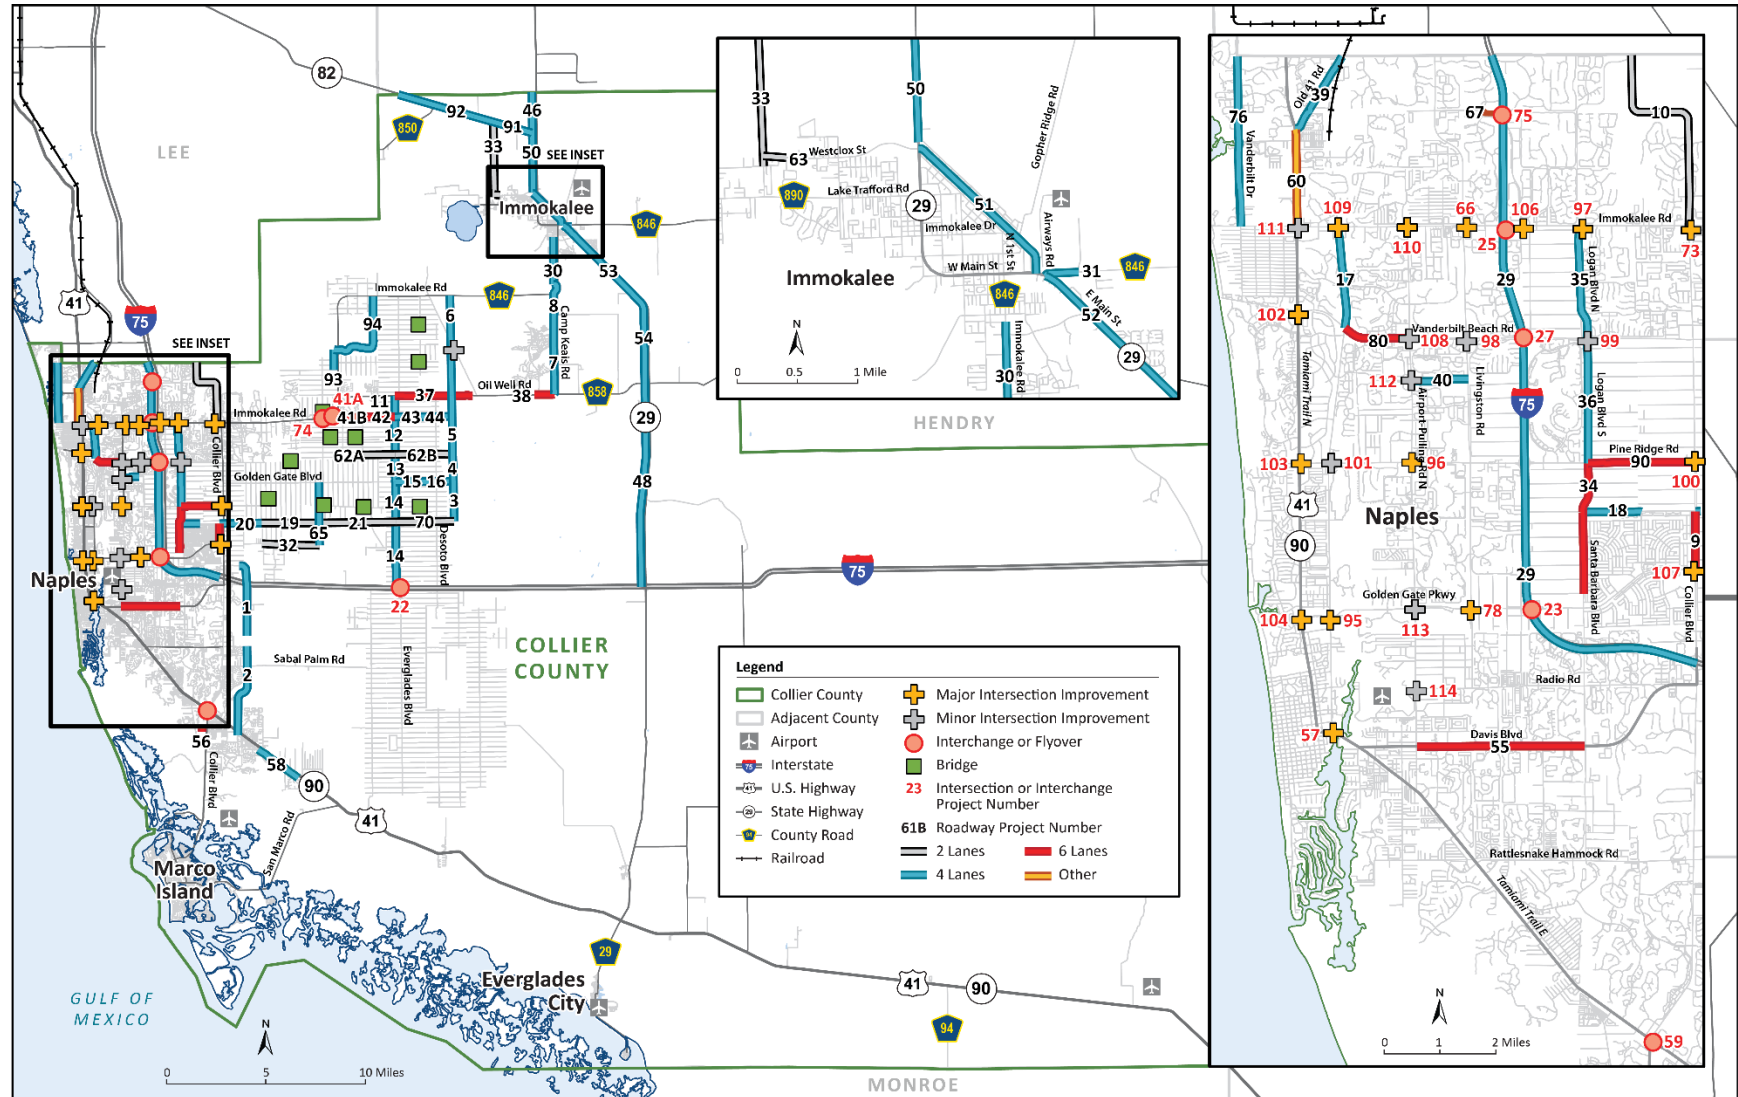 82
LEE
850
92
91
46
33
50
SEE INSET
Immokalee
846
41
75
30
53
Immokalee Rd
846
8
94
6
Camp Keais Rd
54
7
SEE INSET
93
Oil Well Rd
858
37
38
41A
11
Immokalee Rd
41B
42
43
44
74
12
5
29
62A
62B
Collier Blvd
Golden Gate Blvd
13
4
15
16
48
14
3
20
19
21
70
65
32
Desoto Blvd
14
75
Naples
22
1
COLLIER
COUNTY
Sabal Palm Rd
2
Everglades Blvd
56
Collier Blvd
58
90
41
San Marco Rd
Marco
Island
29
Everglades
City
41
90
94
GULF OF
MEXICO
N
0
5
10 Miles
MONROE
HENDRY
33
50
Gopher Ridge Rd
Westclox St
63
890
Lake Trafford Rd
29
51
Immokalee Dr
N 1st St
Airways Rd
Immokalee
W Main St
31
846
846
E Main St
52
Immokalee Rd
29
30
N
0
0.5
1 Mile
Legend
Collier County
Adjacent County
Airport
75
Interstate
41
U.S. Highway
29
State Highway
94
County Road
Railroad
Major Intersection Improvement
Minor Intersection Improvement
Interchange or Flyover
Bridge
23
Intersection or Interchange
Project Number
61B
Roadway Project Number
2 Lanes
6 Lanes
4 Lanes
Other
76
Vanderbilt Dr
Old 41 Rd
39
67
75
10
60
111
109
110
66
106
25
97
Immokalee Rd
73
17
29
35
Logan Blvd N
102
Vanderbilt Beach Rd
80
108
98
27
99
Tamiami Trail N
112
40
Airport-Pulling Rd N
Livingston Rd
75
36
Logan Blvd S
Pine Ridge Rd
103
101
96
90
100
41
34
Naples
18
90
9
Santa Barbara Blvd
29
107
Golden Gate Pkwy
Collier Blvd
104
95
113
78
23
114
Radio Rd
57
Davis Blvd
55
Rattlesnake Hammock Rd
Tamiami Trail E
N
0
1
2 Miles
59